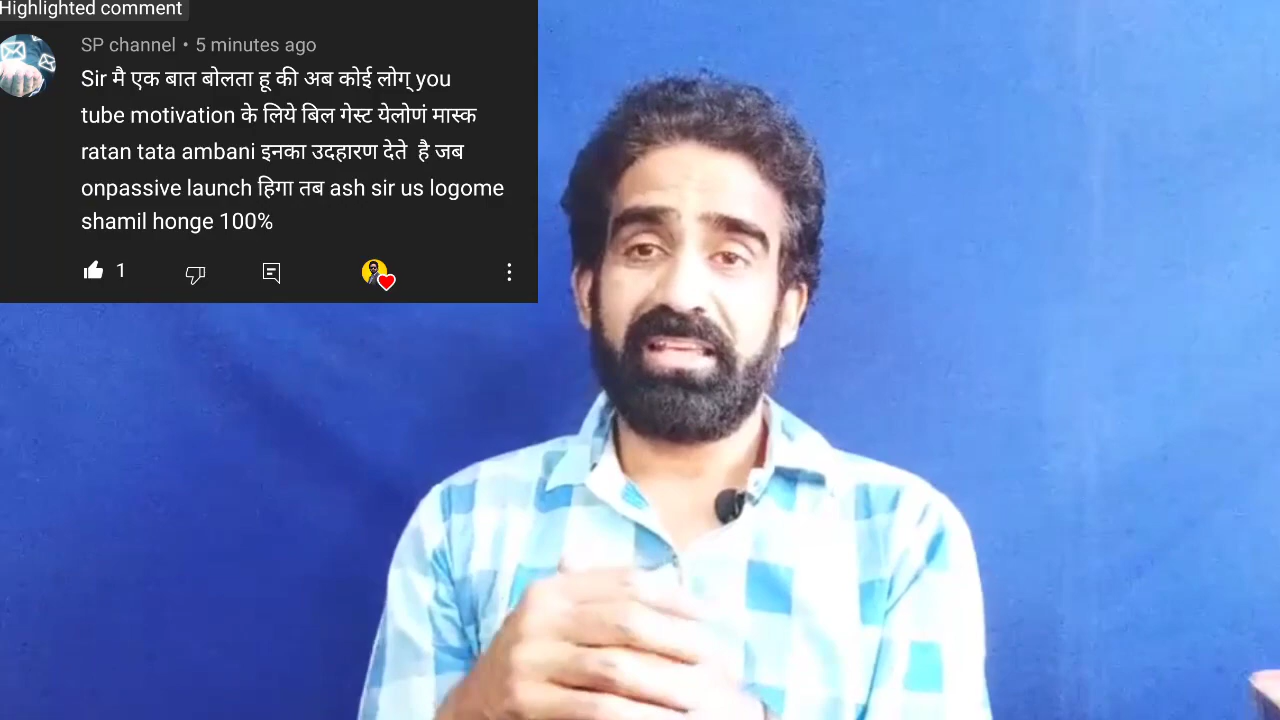 Highlighted comment
SP channel • 5 minutes ago
Sir मै एक बात बोलता हू की अब कोई लोग् you
tube motivation के लिये बिल गेस्ट येलोणं मास्क
ratan tata ambani इनका उदहारण देते है जब
onpassive launch हिगा तब ash sir us logome
shamil honge 100%
1